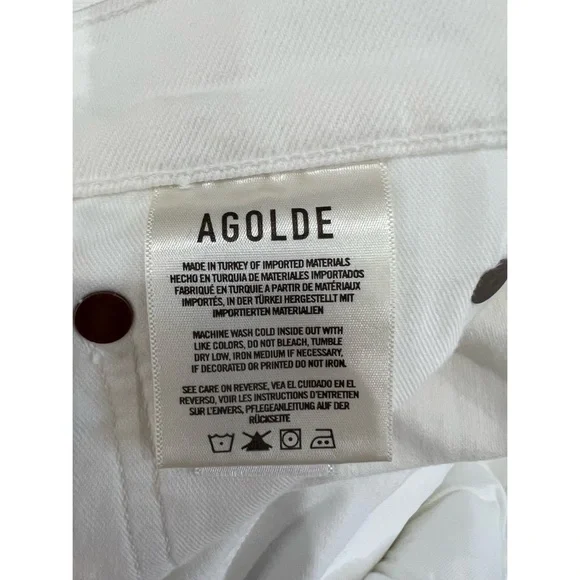 AGOLDE
MADE IN TURKEY OF IMPORTED MATERIALS
HECHO EN TURQUIA DE MATERIALES IMPORTADOS
FABRIQUÉ EN TURQUIE A PARTIR DE MATÉRIAUX
IMPORTÉS, IN DER TÜRKEI HERGESTELLT MIT
IMPORTIERTEN MATERIALIEN
MACHINE WASH COLD INSIDE OUT WITH
LIKE COLORS, DO NOT BLEACH, TUMBLE
DRY LOW, IRON MEDIUM IF NECESSARY,
IF DECORATED OR PRINTED DO NOT IRON.
SEE CARE ON REVERSE, VEA EL CUIDADO EN EL
REVERSO, VOIR LES INSTRUCTIONS D'ENTRETIEN
SUR L'ENVERS, PFLEGEANLEITUNG AUF DER
RÜCKSEITE